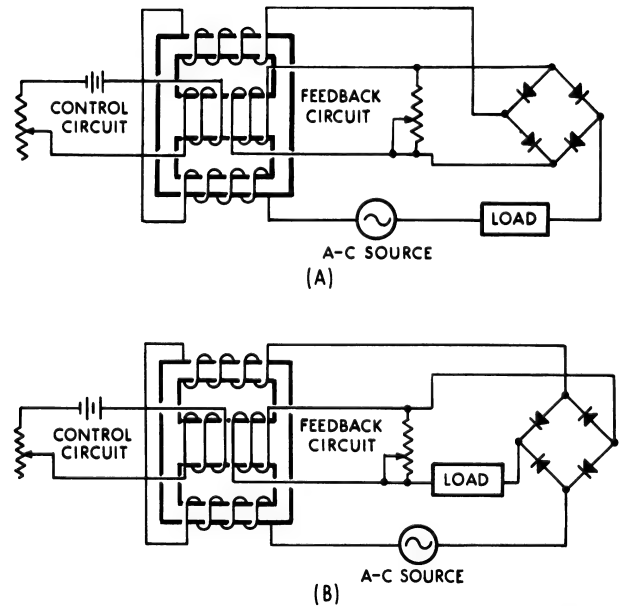 CONTROL
CIRCUIT
FEEDBACK
CIRCUIT
LOAD
A-C SOURCE
(A)
CONTROL
CIRCUIT
FEEDBACK
CIRCUIT
LOAD
A-C SOURCE
(B)